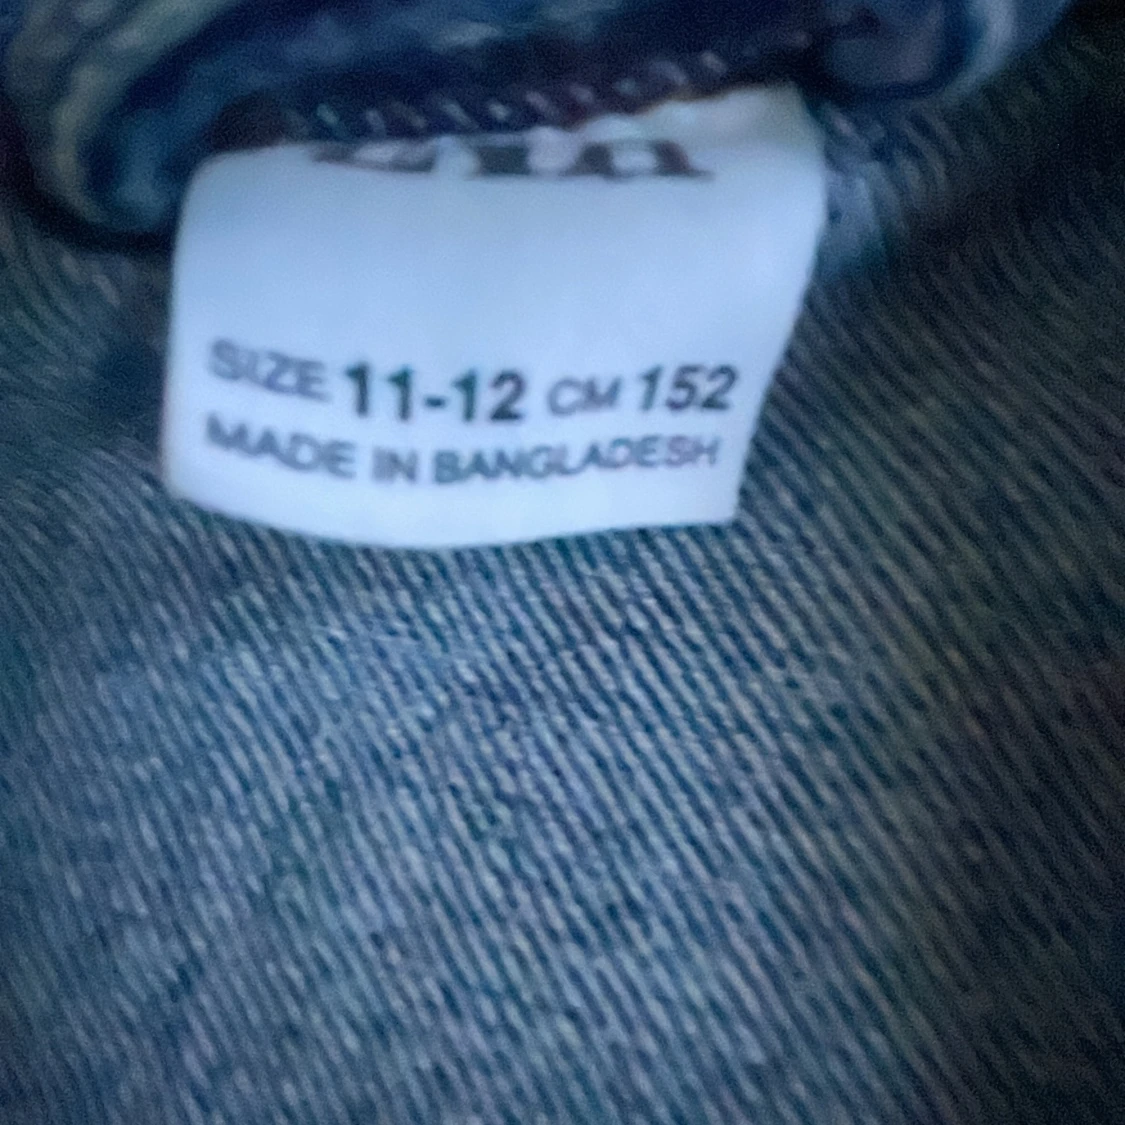 SIZE 11-12 CM 152
MADE IN BANGLADESH